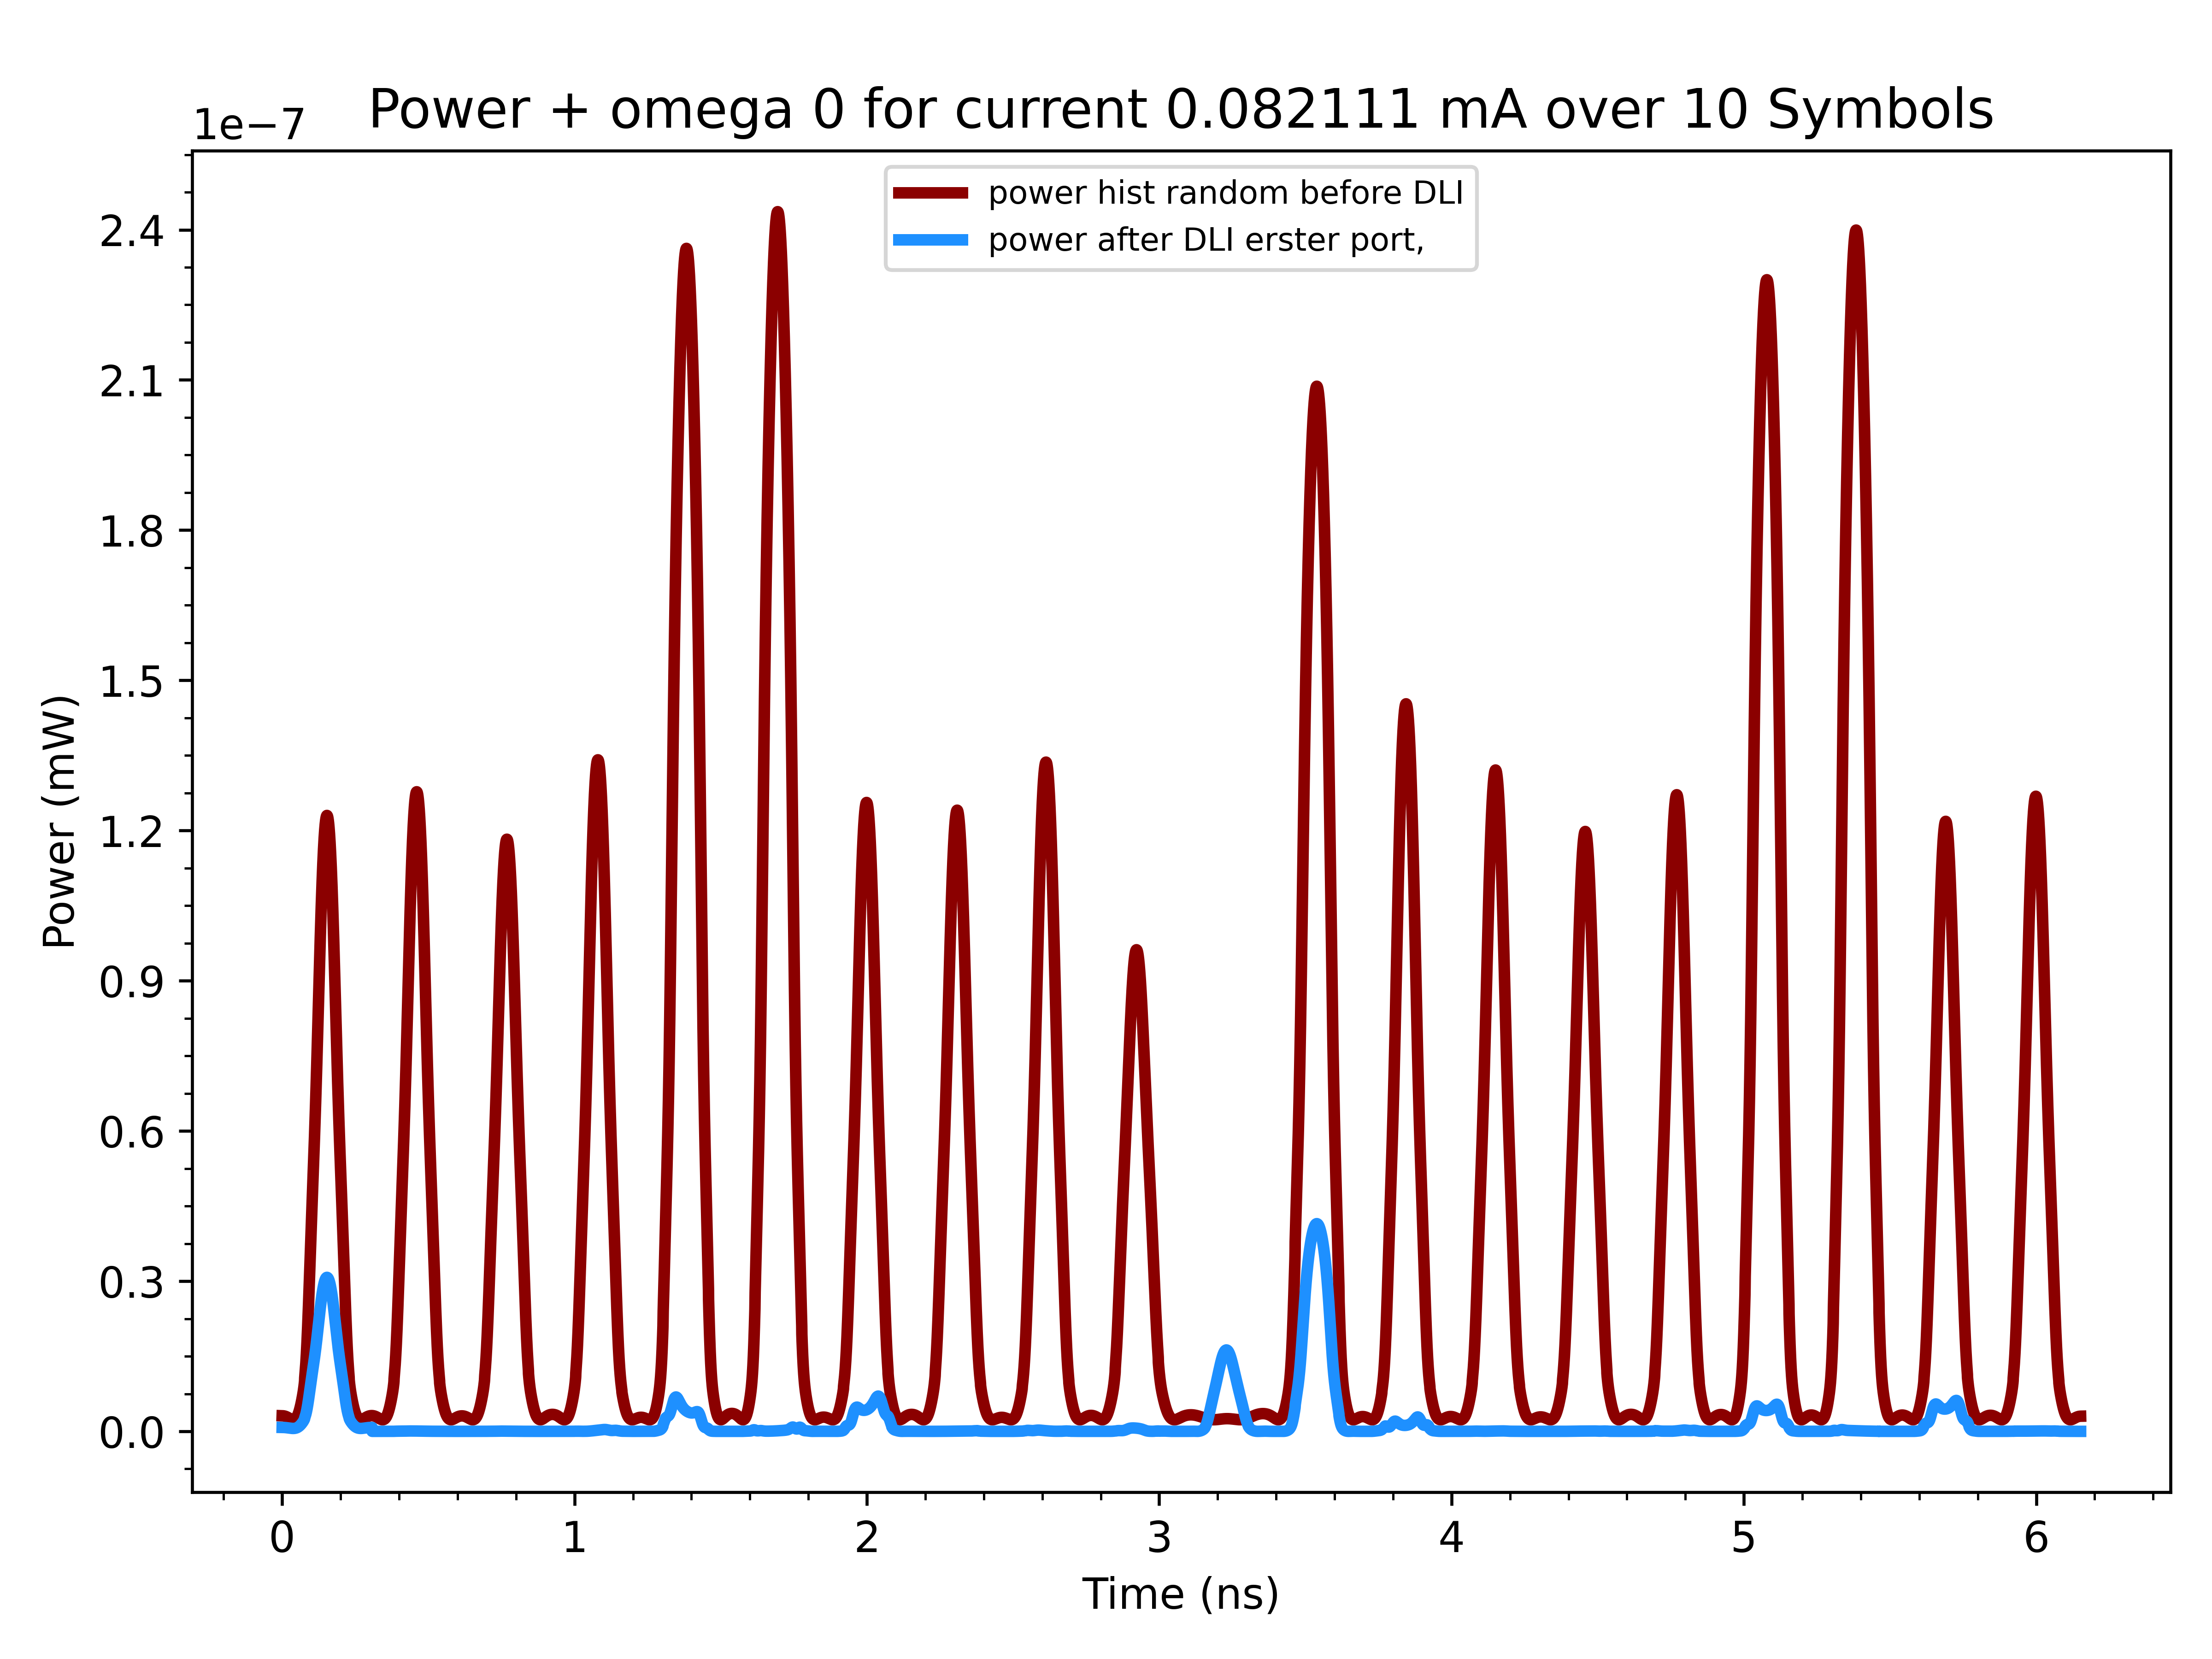 Power + omega 0 for current 0.082111 mA over 10 Symbols
1e−7
power hist random before DLI
power after DLI erster port,
2.4
2.1
1.8
1.5
1.2
0.9
0.6
0.3
0.0
Power (mW)
0 1 2 3 4 5 6
Time (ns)